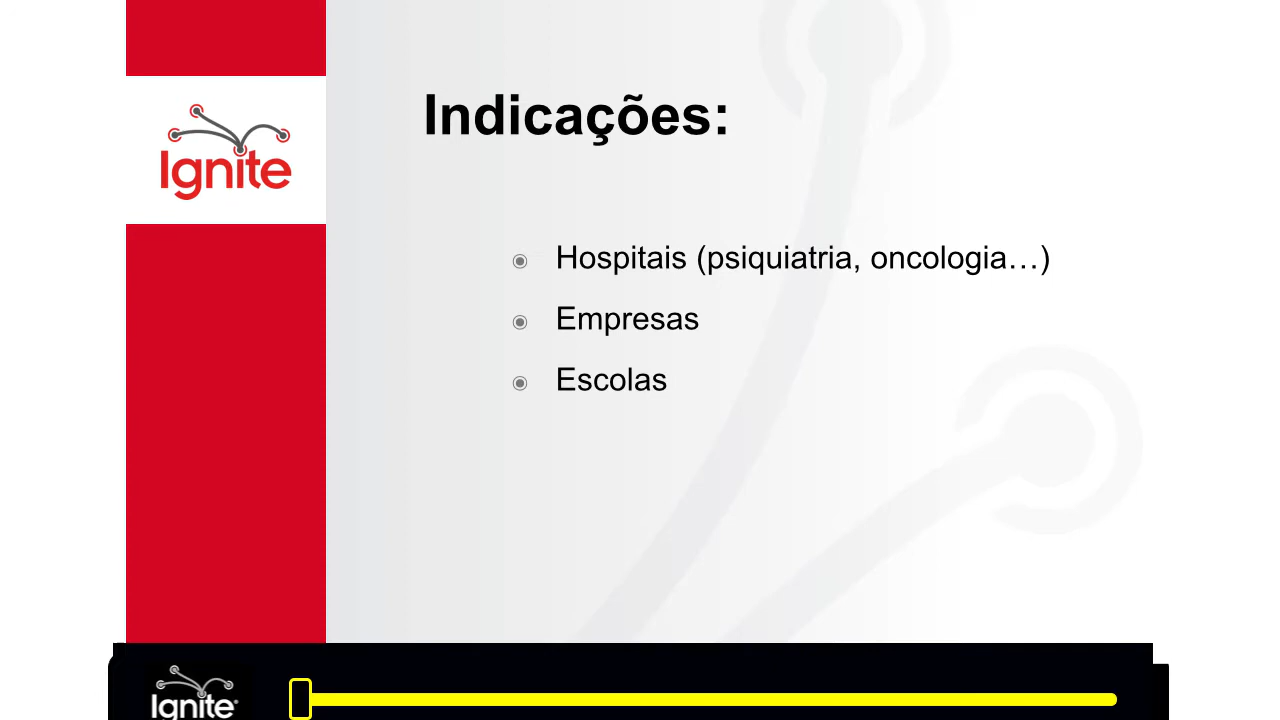 Ignite
Indicações:
Hospitais (psiquiatria, oncologia…)
Empresas
Escolas
Ignite